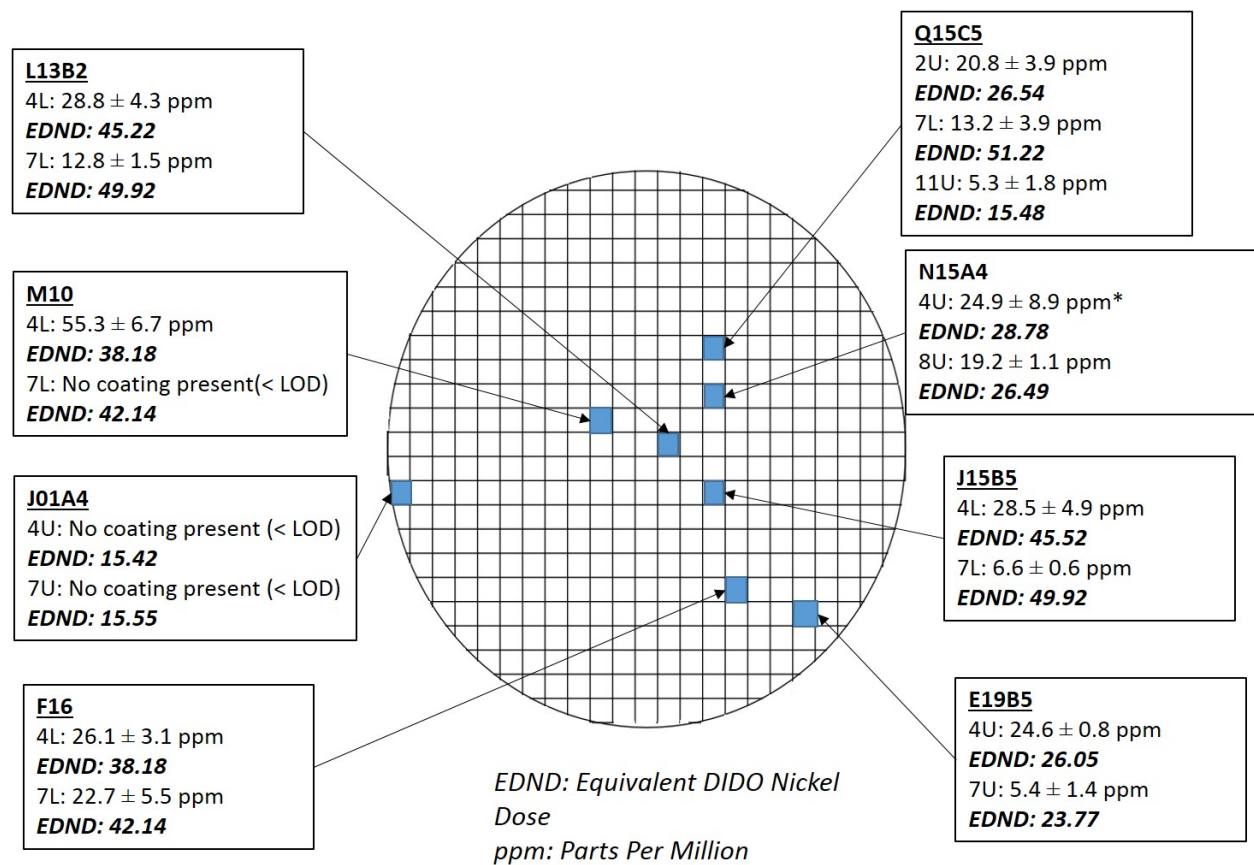 L13B2
4L: 28.8 ± 4.3 ppm
EDND: 45.22
7L: 12.8 ± 1.5 ppm
EDND: 49.92
M10
4L: 55.3 ± 6.7 ppm
EDND: 38.18
7L: No coating present(< LOD)
EDND: 42.14
J01A4
4U: No coating present (< LOD)
EDND: 15.42
7U: No coating present (< LOD)
EDND: 15.55
F16
4L: 26.1 ± 3.1 ppm
EDND: 38.18
7L: 22.7 ± 5.5 ppm
EDND: 42.14
Q15C5
2U: 20.8 ± 3.9 ppm
EDND: 26.54
7L: 13.2 ± 3.9 ppm
EDND: 51.22
11U: 5.3 ± 1.8 ppm
EDND: 15.48
N15A4
4U: 24.9 ± 8.9 ppm*
EDND: 28.78
8U: 19.2 ± 1.1 ppm
EDND: 26.49
J15B5
4L: 28.5 ± 4.9 ppm
EDND: 45.52
7L: 6.6 ± 0.6 ppm
EDND: 49.92
E19B5
4U: 24.6 ± 0.8 ppm
EDND: 26.05
7U: 5.4 ± 1.4 ppm
EDND: 23.77
EDND: Equivalent DIDO Nickel
Dose
ppm: Parts Per Million